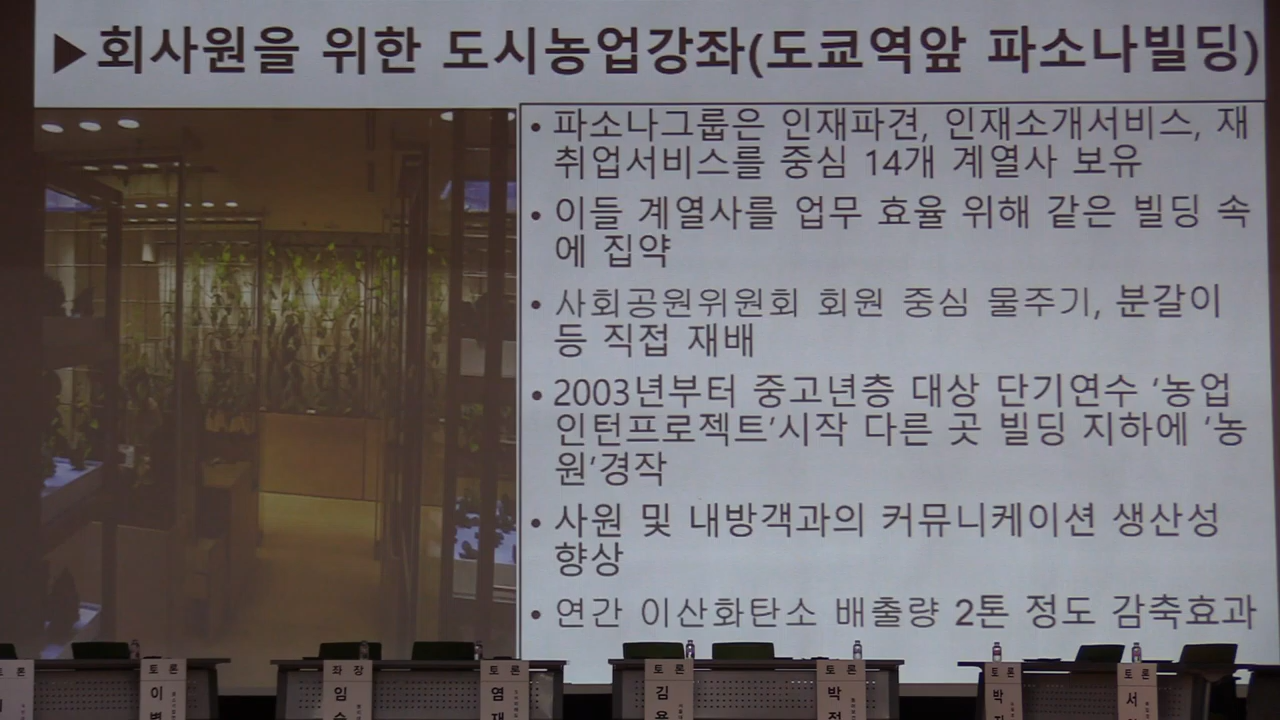 ▶회사원을 위한 도시농업강좌(도쿄역앞 파소나빌딩)
• 파소나그룹은 인재파견, 인재소개서비스, 재
취업서비스를 중심 14개 계열사 보유
• 이들 계열사를 업무 효율 위해 같은 빌딩 속
에 집약
• 사회공원위원회 회원 중심 물주기, 분갈이
등 직접 재배
• 2003년부터 중고년층 대상 단기연수 ‘농업
인턴프로젝트’시작 다른 곳 빌딩 지하에 ‘농
원’경작
• 사원 및 내방객과의 커뮤니케이션 생산성
향상
• 연간 이산화탄소 배출량 2톤 정도 감축효과
토론
이
좌장
임
토론
염
토론
김
토론
박
토론
박
토론
서